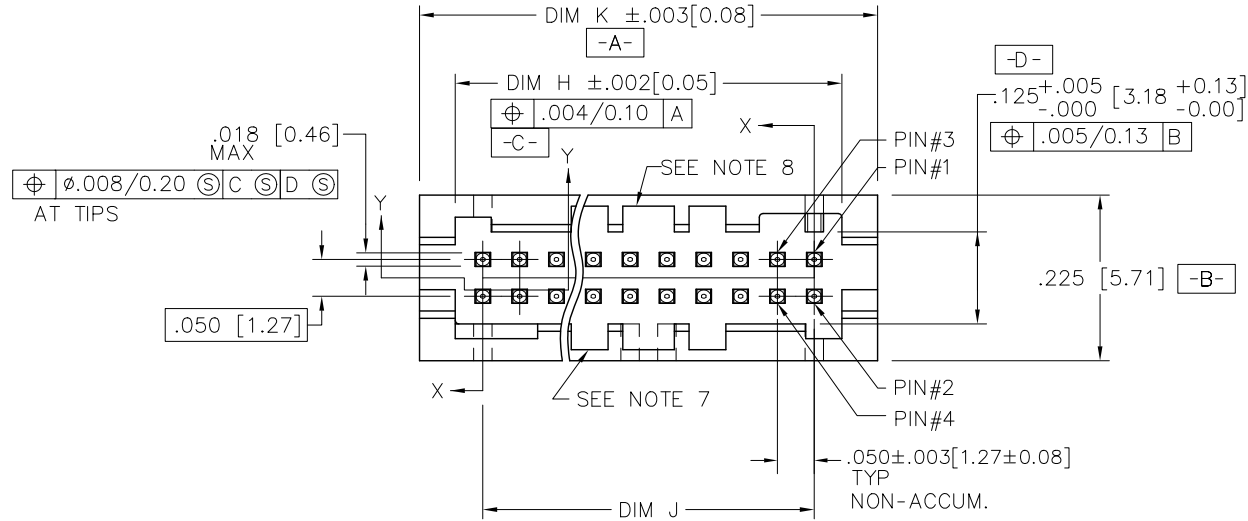 DIM K ±.003[0.08]
-A-
DIM H ±.002[0.05]
⌖ .004/0.10 A
-C-
-D-
.125 +.005 -.000 [3.18 +0.13 -0.00]
⌖ .005/0.13 B
.018 [0.46]
MAX
⌖ ø.008/0.20 Ⓢ C Ⓢ D Ⓢ
AT TIPS
X
Y
Y
SEE NOTE 8
PIN#3
PIN#1
.225 [5.71] -B-
.050 [1.27]
X
SEE NOTE 7
PIN#2
PIN#4
.050±.003[1.27±0.08]
TYP
NON-ACCUM.
DIM J